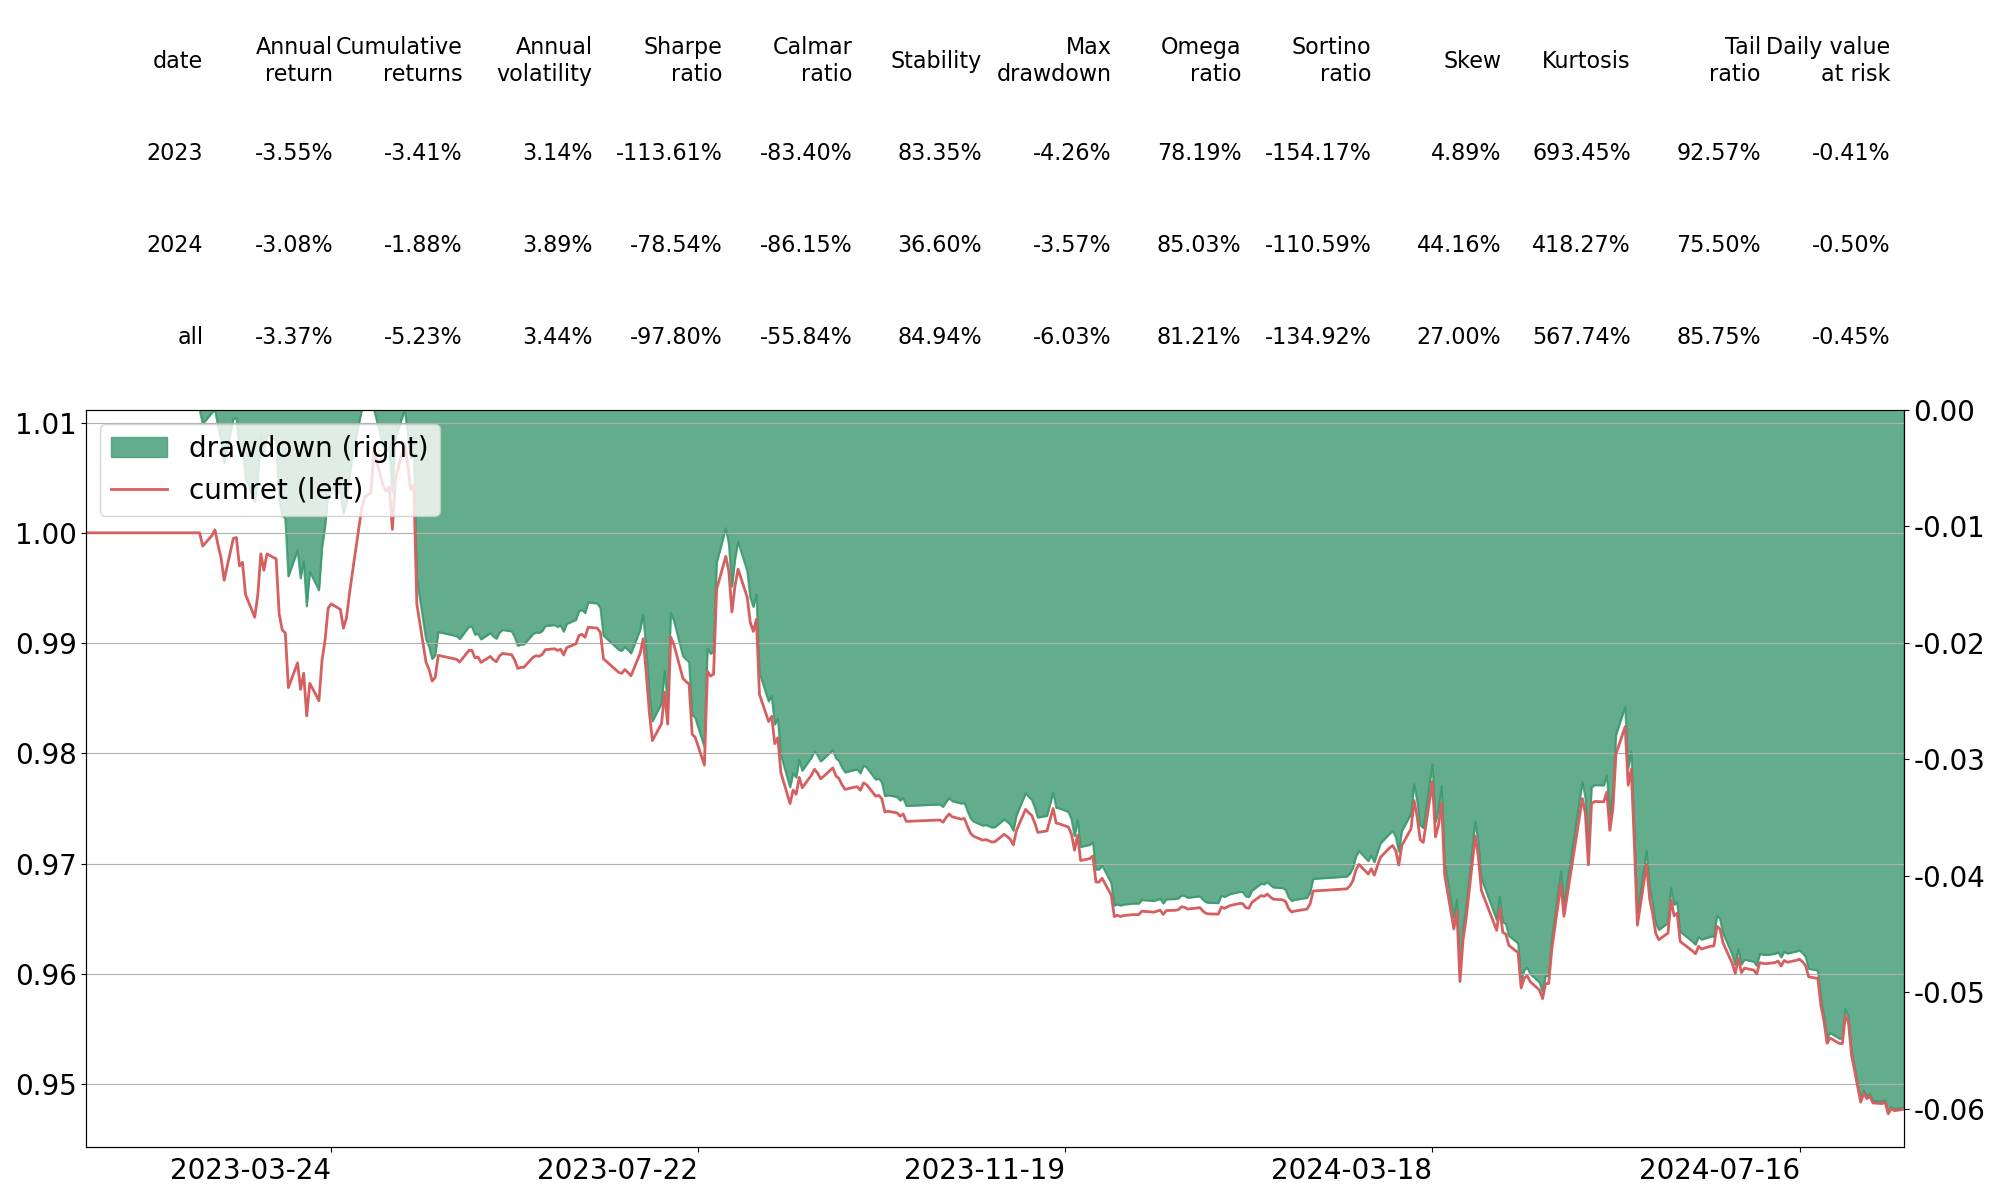 date Annual return Cumulative returns Annual volatility Sharpe ratio Calmar ratio Stability Max drawdown Omega ratio Sortino ratio Skew Kurtosis Tail ratio Daily value at risk
2023 -3.55% -3.41% 3.14% -113.61% -83.40% 83.35% -4.26% 78.19% -154.17% 4.89% 693.45% 92.57% -0.41%
2024 -3.08% -1.88% 3.89% -78.54% -86.15% 36.60% -3.57% 85.03% -110.59% 44.16% 418.27% 75.50% -0.50%
all -3.37% -5.23% 3.44% -97.80% -55.84% 84.94% -6.03% 81.21% -134.92% 27.00% 567.74% 85.75% -0.45%
drawdown (right)
cumret (left)
1.01
1.00
0.99
0.98
0.97
0.96
0.95
0.00
-0.01
-0.02
-0.03
-0.04
-0.05
-0.06
2023-03-24 2023-07-22 2023-11-19 2024-03-18 2024-07-16